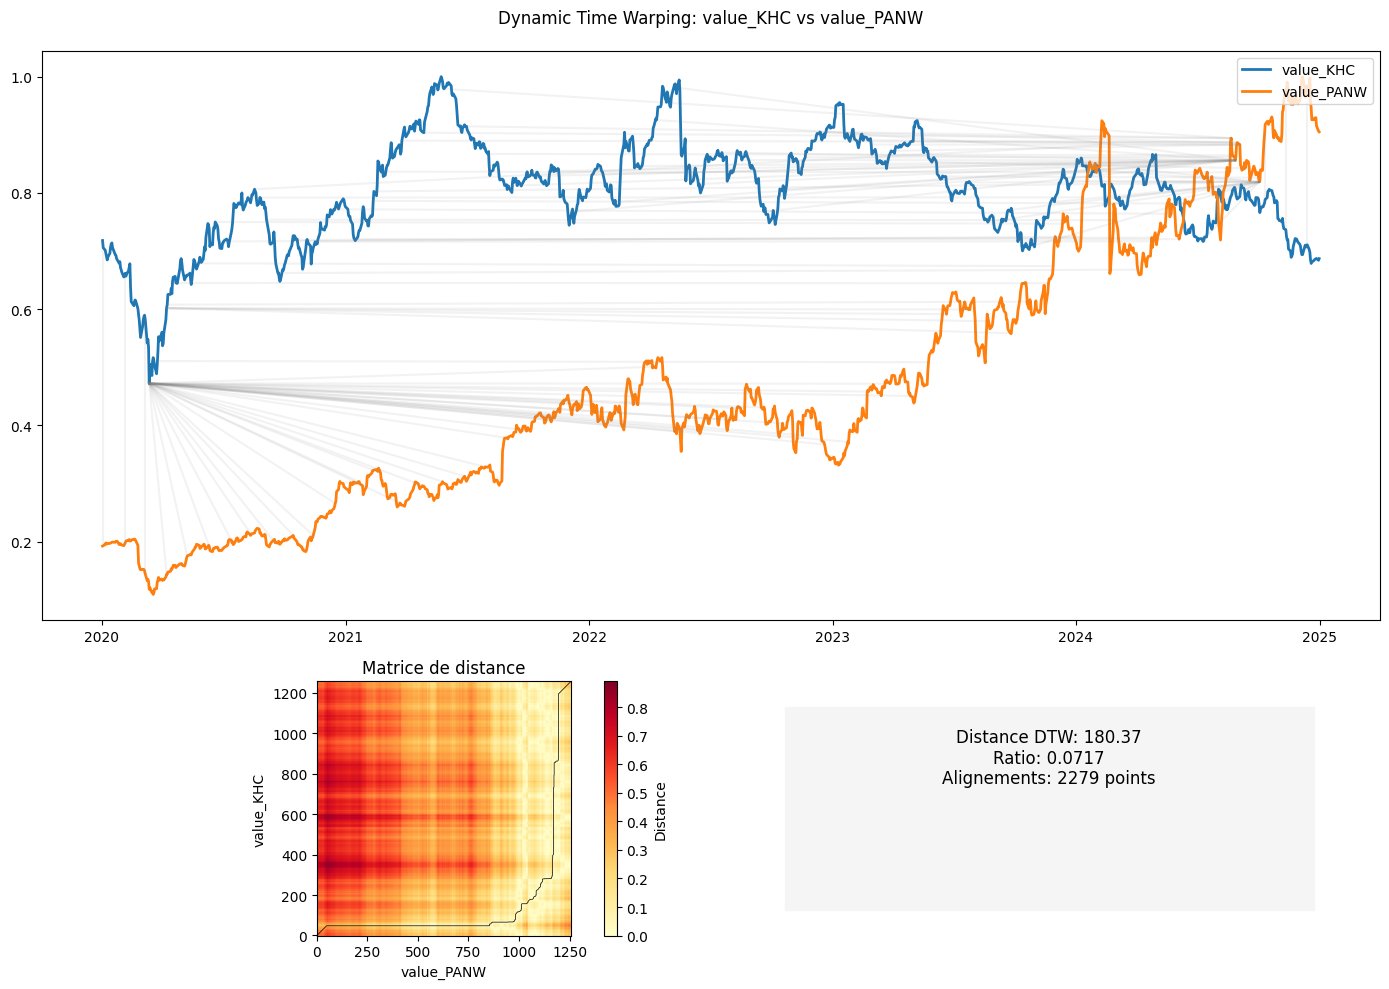 Dynamic Time Warping: value_KHC vs value_PANW
value_KHC
value_PANW
1.0
0.8
0.6
0.4
0.2
2020 2021 2022 2023 2024 2025
Matrice de distance
value_KHC
1200
1000
800
600
400
200
0
0 250 500 750 1000 1250
value_PANW
0.8
0.7
0.6
0.5
0.4
0.3
0.2
0.1
0.0
Distance
Distance DTW: 180.37
Ratio: 0.0717
Alignements: 2279 points